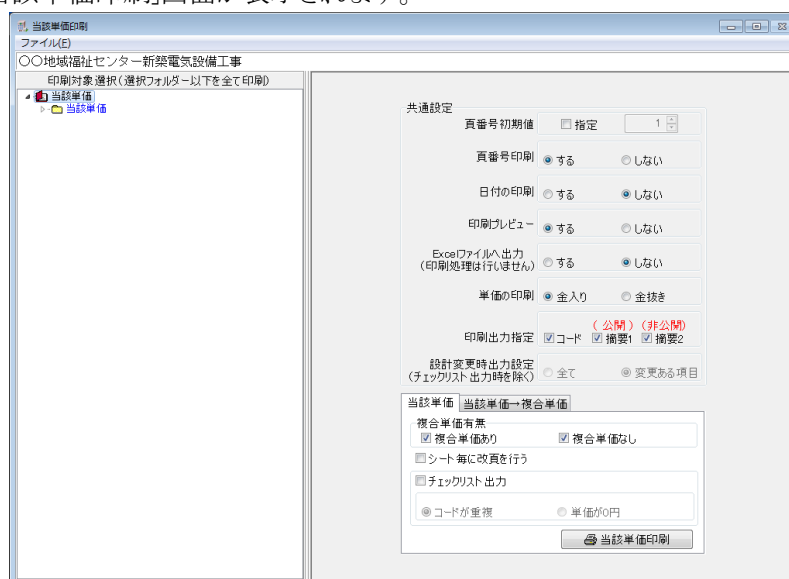 当該単価印刷
ファイル(F)
〇〇地域福祉センター新築電気設備工事
印刷対象選択(選択フォルダー以下を全て印刷)
当該単価
当該単価
共通設定
頁番号初期値 指定 1
頁番号印刷 する しない
日付の印刷 する しない
印刷プレビュー する しない
Excelファイルへ出力
(印刷処理は行いません) する しない
単価の印刷 金入り 金抜き
(公開) (非公開)
印刷出力指定 コード 摘要1 摘要2
設計変更時出力設定
(チェックリスト出力時を除く) 全て 変更ある項目
当該単価 当該単価→複合単価
複合単価有無
複合単価あり 複合単価なし
シート毎に改頁を行う
チェックリスト出力
コードが重複 単価が0円
当該単価印刷